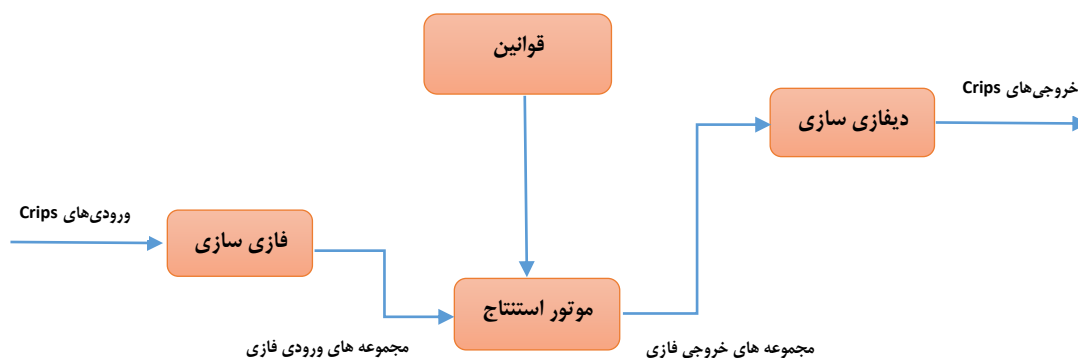 قوانین
خروجی‌های Crips
دیفازی سازی
ورودی‌های Crips
فازی سازی
موتور استنتاج
مجموعه های ورودی فازی
مجموعه های خروجی فازی